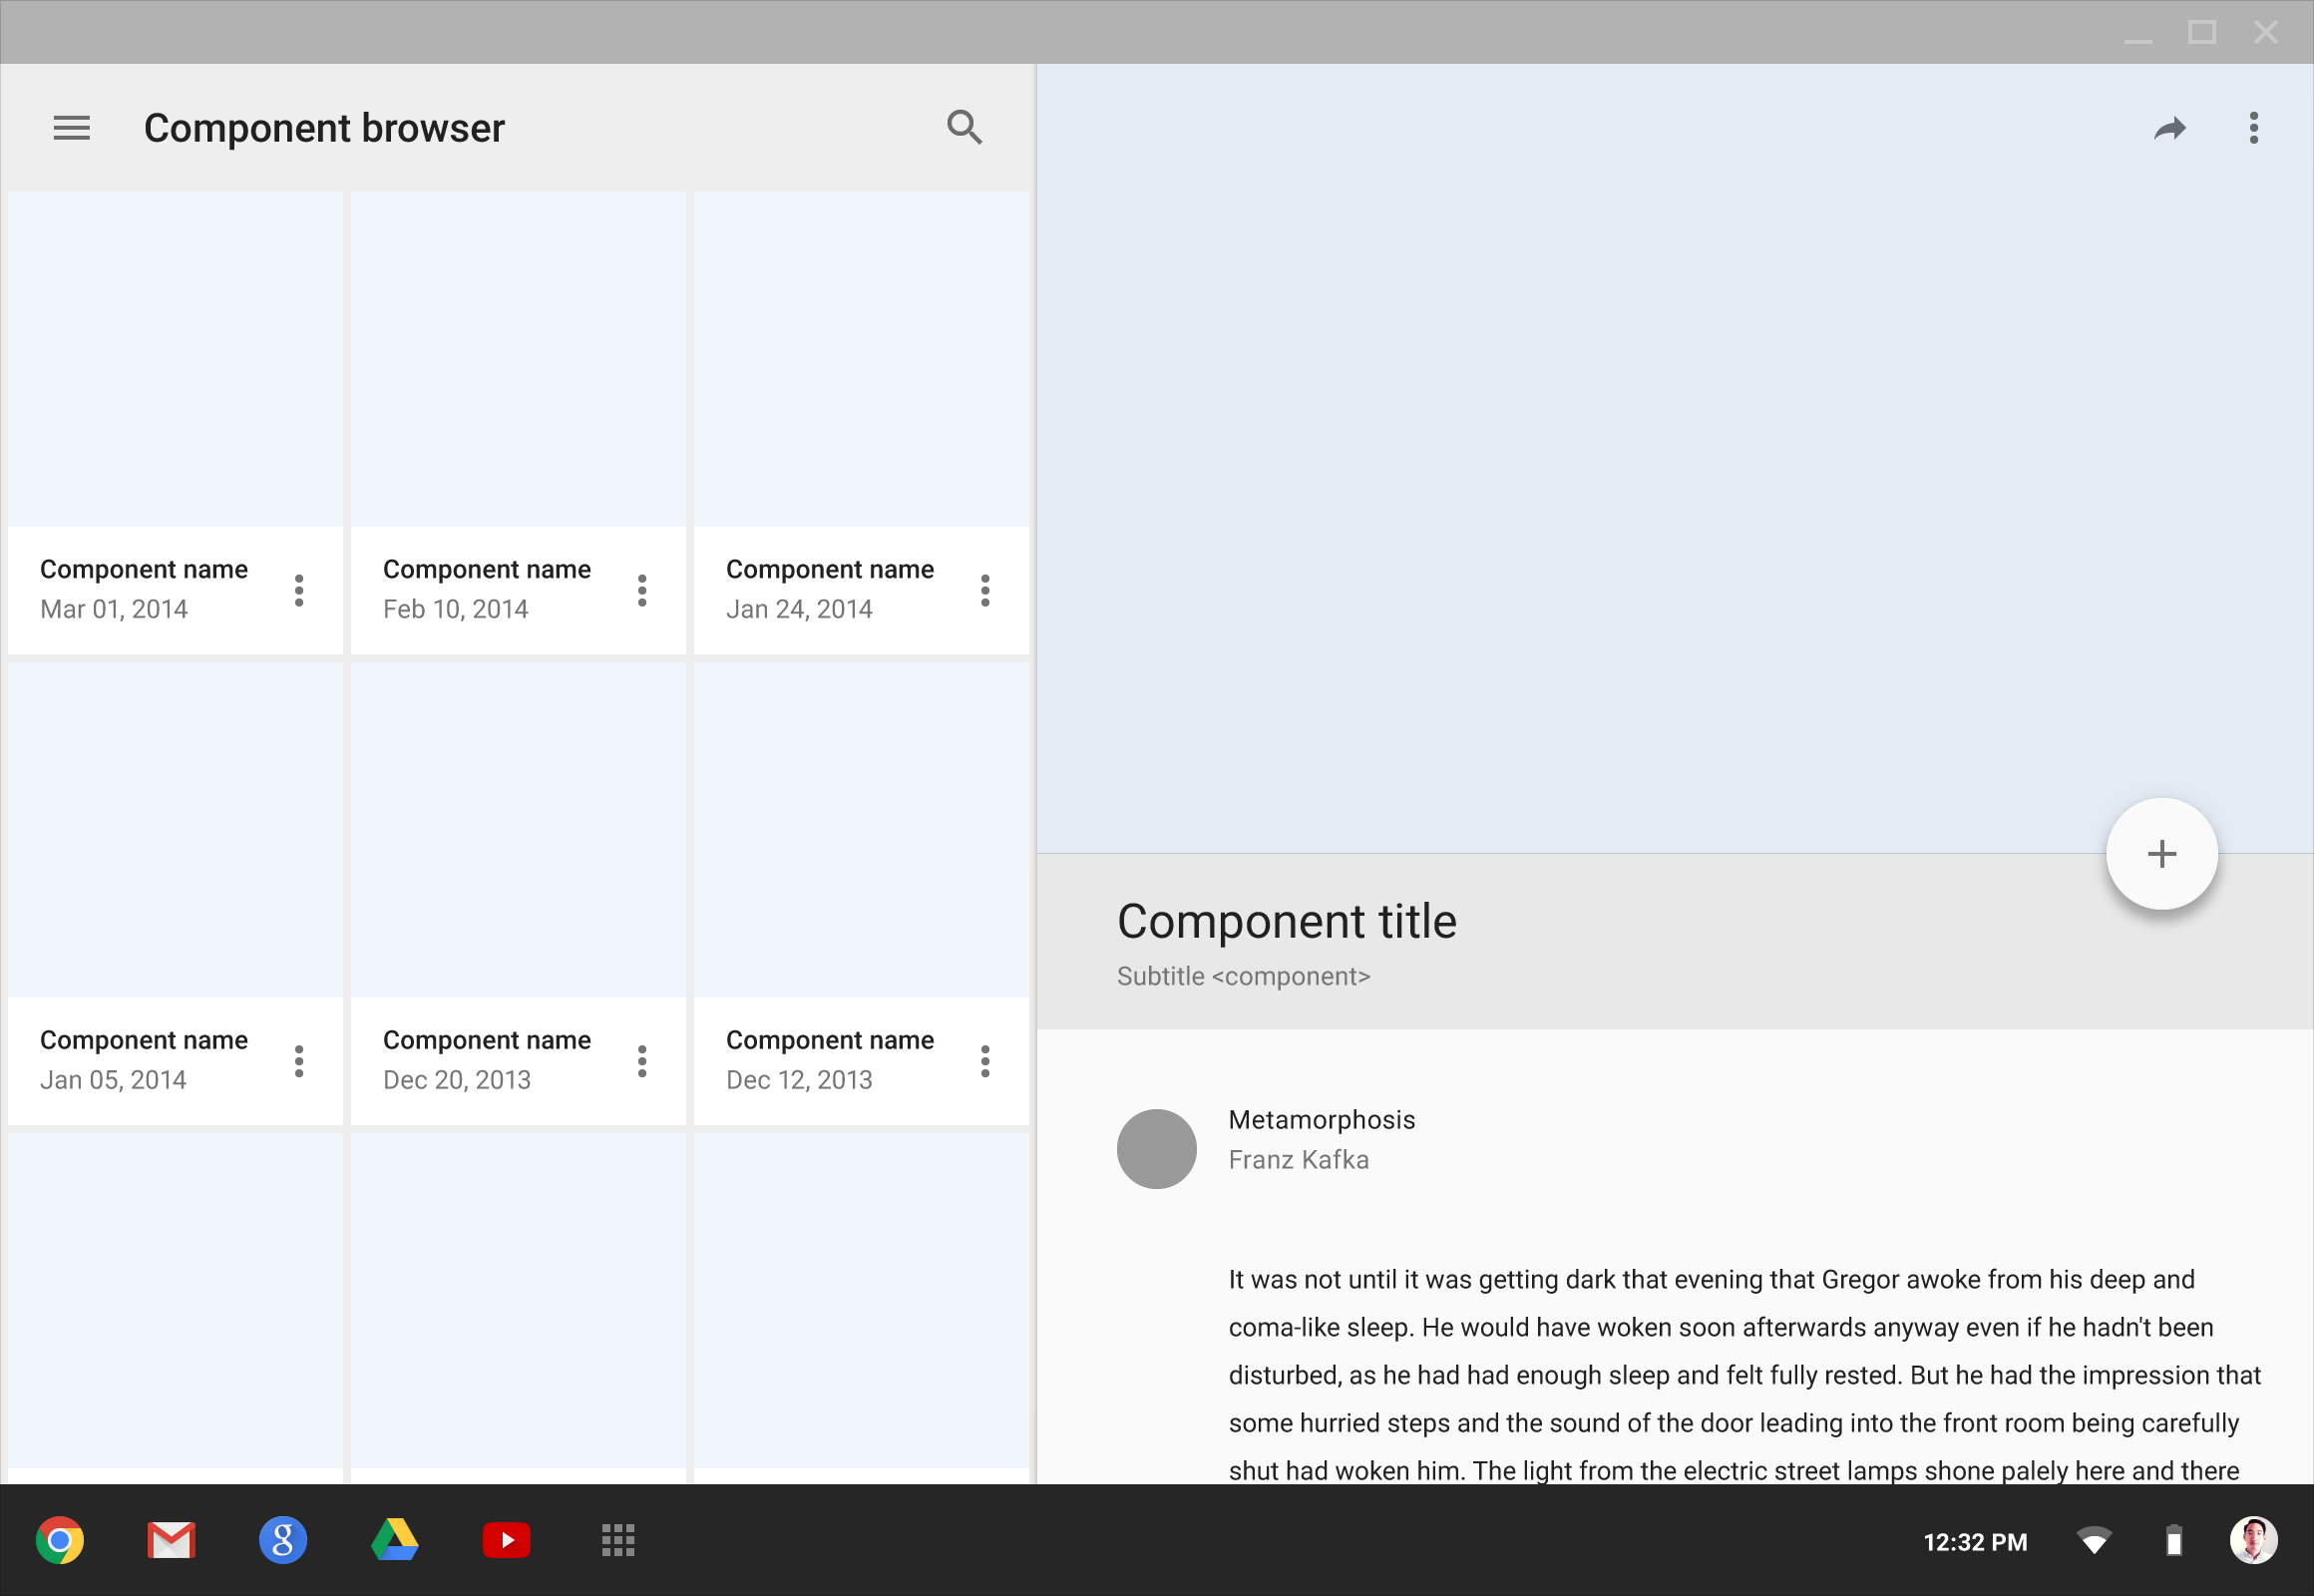 Component browser
Component name
Mar 01, 2014
Component name
Feb 10, 2014
Component name
Jan 24, 2014
Component name
Jan 05, 2014
Component name
Dec 20, 2013
Component name
Dec 12, 2013
Component title
Subtitle <component>
Metamorphosis
Franz Kafka
It was not until it was getting dark that evening that Gregor awoke from his deep and
coma-like sleep. He would have woken soon afterwards anyway even if he hadn't been
disturbed, as he had had enough sleep and felt fully rested. But he had the impression that
some hurried steps and the sound of the door leading into the front room being carefully
shut had woken him. The light from the electric street lamps shone palely here and there
g
12:32 PM